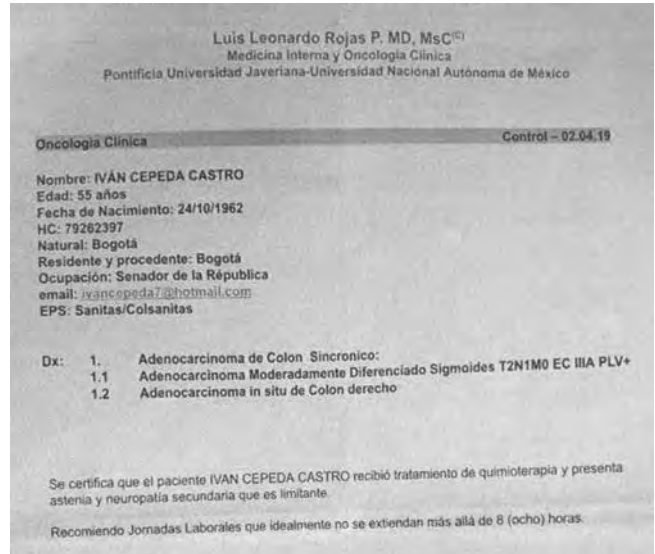 Luis Leonardo Rojas P. MD, MsC(C)
Medicina Interna y Oncología Clínica
Pontificia Universidad Javeriana-Universidad Nacional Autónoma de México
Oncología Clínica Control – 02.04.19
Nombre: IVÁN CEPEDA CASTRO
Edad: 55 años
Fecha de Nacimiento: 24/10/1962
HC: 79262397
Natural: Bogotá
Residente y procedente: Bogotá
Ocupación: Senador de la Républica
email: ivancepeda7@hotmail.com
EPS: Sanitas/Colsanitas
Dx: 1. Adenocarcinoma de Colon Sincronico:
1.1 Adenocarcinoma Moderadamente Diferenciado Sigmoides T2N1M0 EC IIIA PLV+
1.2 Adenocarcinoma in situ de Colon derecho
Se certifica que el paciente IVAN CEPEDA CASTRO recibió tratamiento de quimioterapia y presenta
astenia y neuropatía secundaria que es limitante.
Recomiendo Jornadas Laborales que idealmente no se extiendan más allá de 8 (ocho) horas.